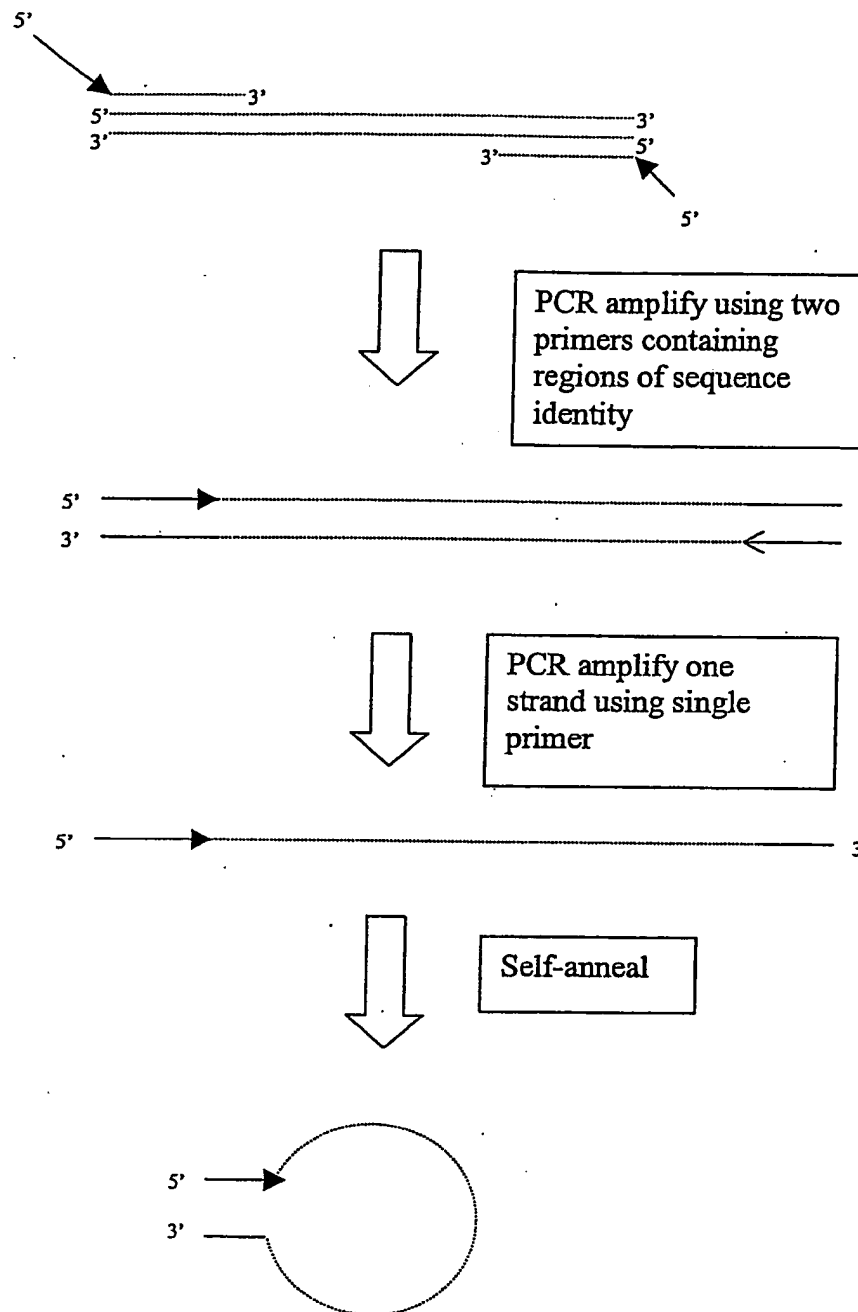 5'
3'
5' 3'
3' 5'
3'
5'
PCR amplify using two
primers containing
regions of sequence
identity
5'
3'
PCR amplify one
strand using single
primer
5' 3
Self-anneal
5'
3'